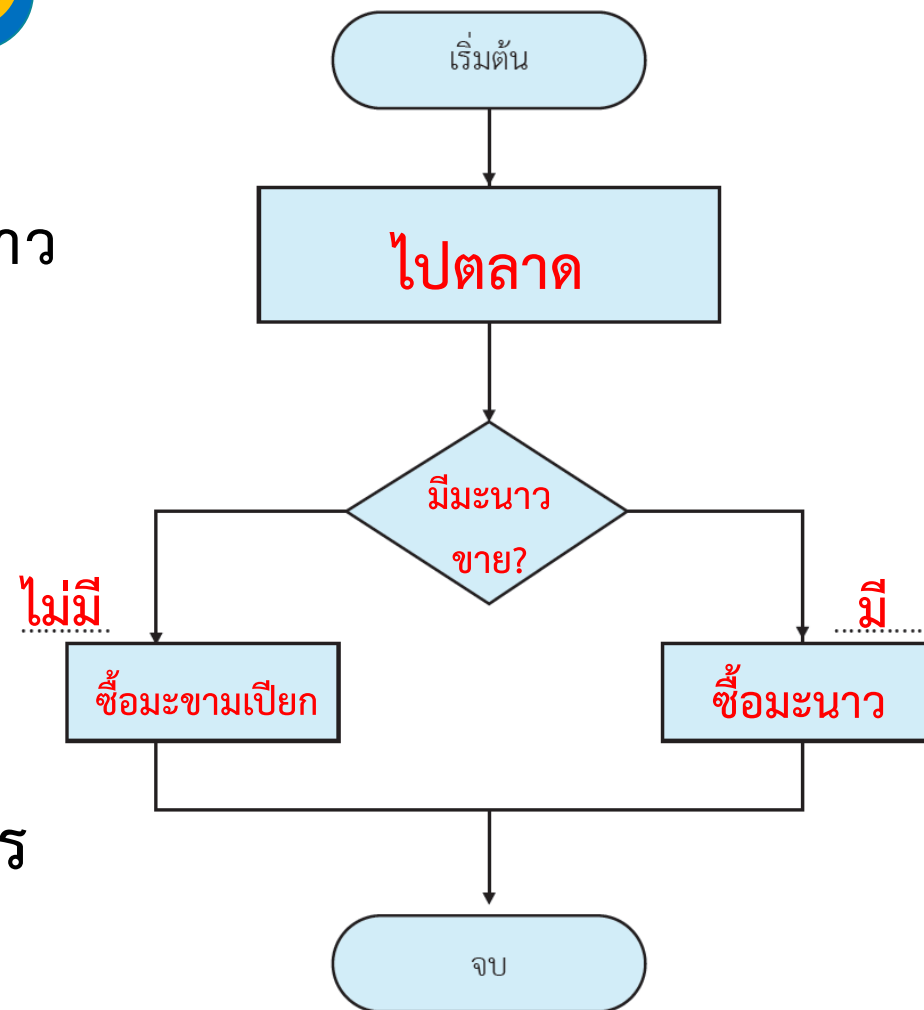 เริ่มต้น
ไปตลาด
มีมะนาว
ขาย?
ไม่มี
มี
ซื้อมะขามเปียก
ซื้อมะนาว
จบ